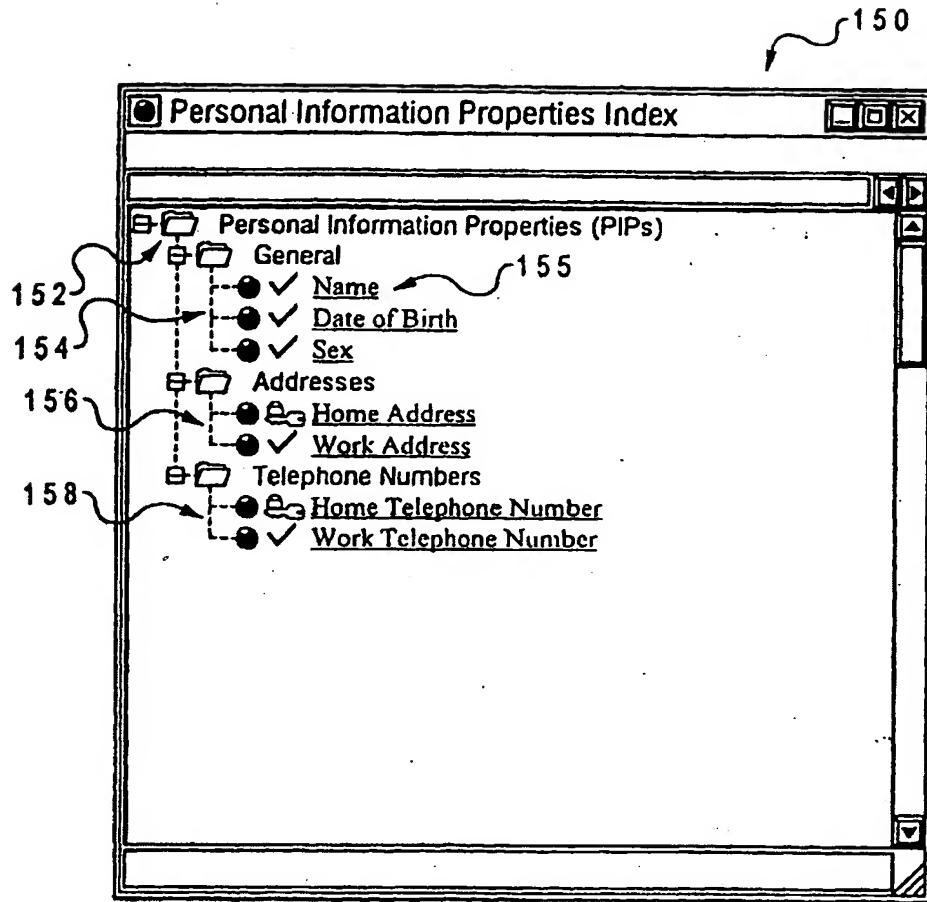 150
Personal Information Properties Index
Personal Information Properties (PIPs)
General
155
Name
152
Date of Birth
154
Sex
Addresses
156
Home Address
Work Address
Telephone Numbers
158
Home Telephone Number
Work Telephone Number